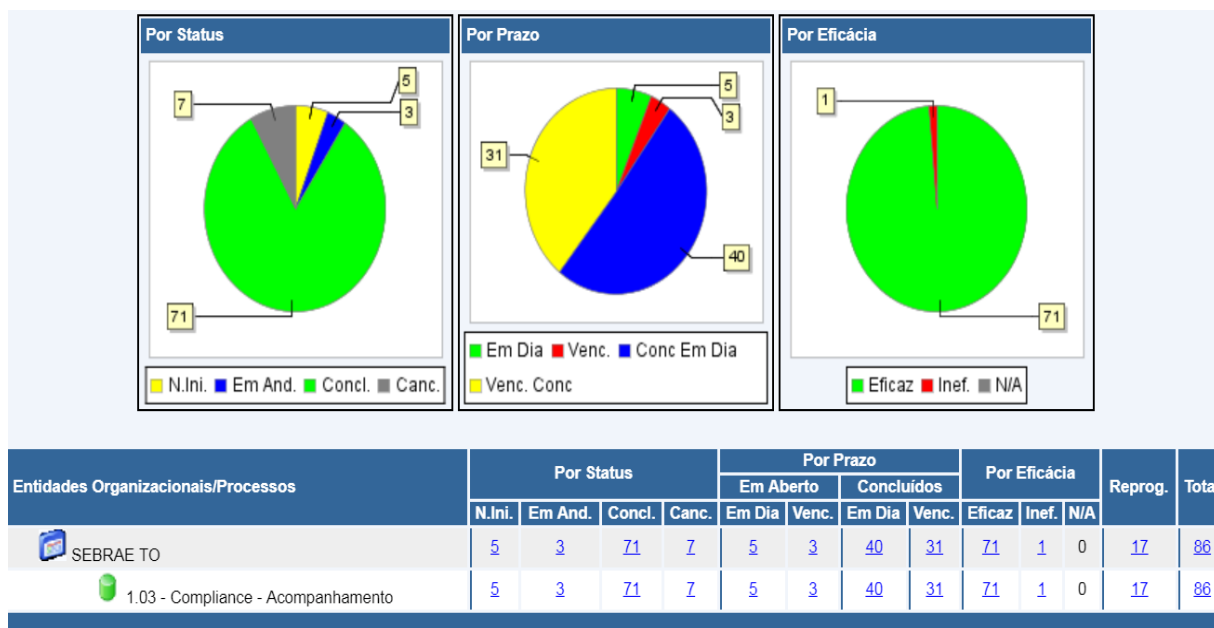 Por Status
7
5
3
71
N.Ini. Em And. Concl. Canc.
Por Prazo
5
3
31
40
Em Dia Venc. Conc Em Dia
Venc. Conc
Por Eficácia
1
71
Eficaz Inef. N/A
Entidades Organizacionais/Processos Por Status Por Prazo Por Eficácia Reprog. Tota
Em Aberto Concluídos
N.Ini. Em And. Concl. Canc. Em Dia Venc. Em Dia Venc. Eficaz Inef. N/A
SEBRAE TO 5 3 71 7 5 3 40 31 71 1 0 17 86
1.03 - Compliance - Acompanhamento 5 3 71 7 5 3 40 31 71 1 0 17 86